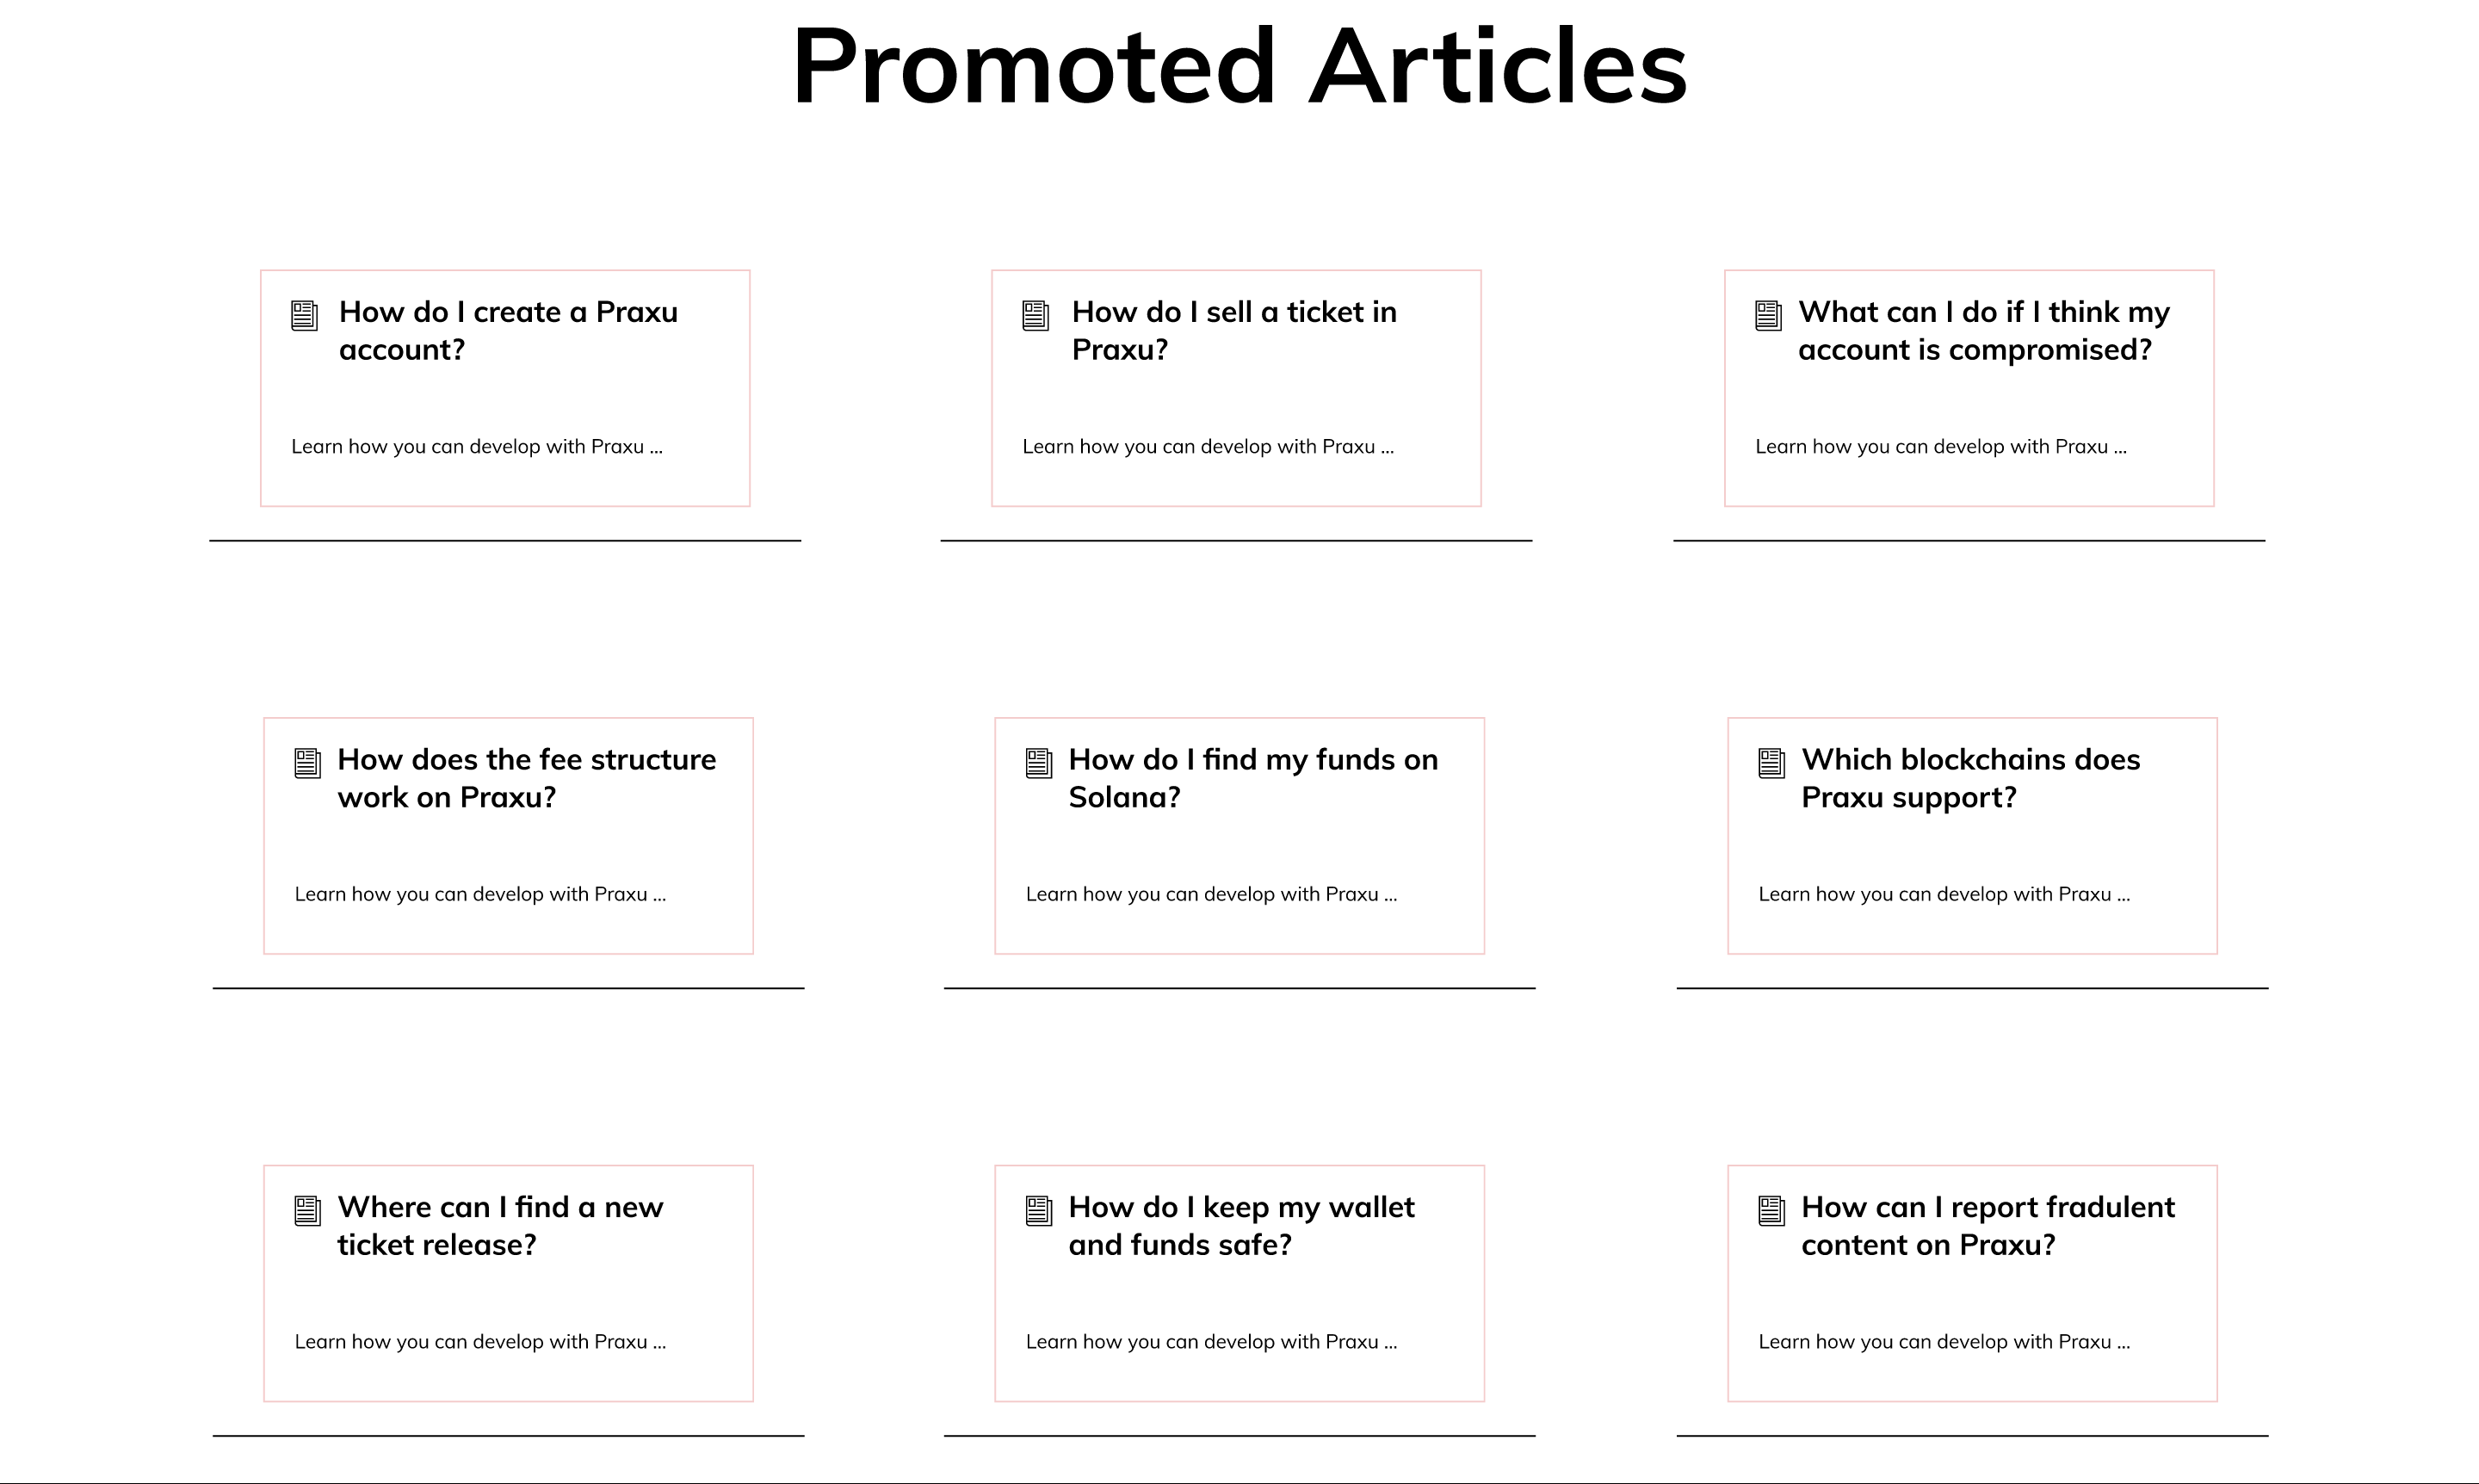 Promoted Articles
How do I create a Praxu
account?
Learn how you can develop with Praxu ...
How do I sell a ticket in
Praxu?
Learn how you can develop with Praxu ...
What can I do if I think my
account is compromised?
Learn how you can develop with Praxu ...
How does the fee structure
work on Praxu?
Learn how you can develop with Praxu ...
How do I find my funds on
Solana?
Learn how you can develop with Praxu ...
Which blockchains does
Praxu support?
Learn how you can develop with Praxu ...
Where can I find a new
ticket release?
Learn how you can develop with Praxu ...
How do I keep my wallet
and funds safe?
Learn how you can develop with Praxu ...
How can I report fradulent
content on Praxu?
Learn how you can develop with Praxu ...